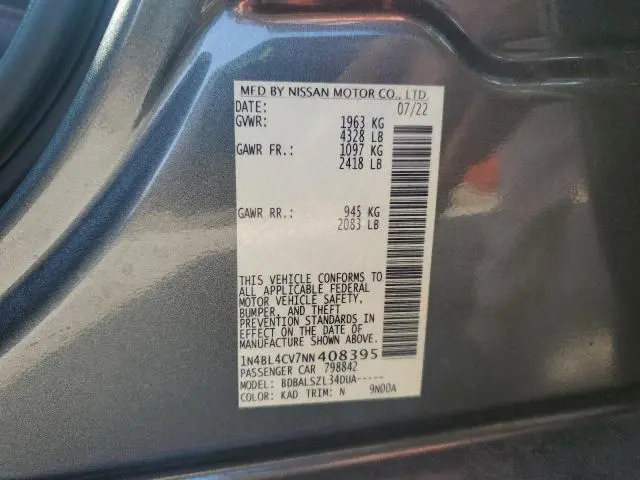 MFD BY NISSAN MOTOR CO., LTD.
DATE: 07/22
GVWR: 1963 KG
4328 LB
GAWR FR.: 1097 KG
2418 LB
GAWR RR.: 945 KG
2083 LB
THIS VEHICLE CONFORMS TO
ALL APPLICABLE FEDERAL
MOTOR VEHICLE SAFETY,
BUMPER, AND THEFT
PREVENTION STANDARDS IN
EFFECT ON THE DATE OF
MANUFACTURE SHOWN ABOVE.
1N4BL4CV7NN408395
PASSENGER CAR 798842
MODEL: BDBALSZL34DUA-----
COLOR: KAD TRIM: N 9N00A